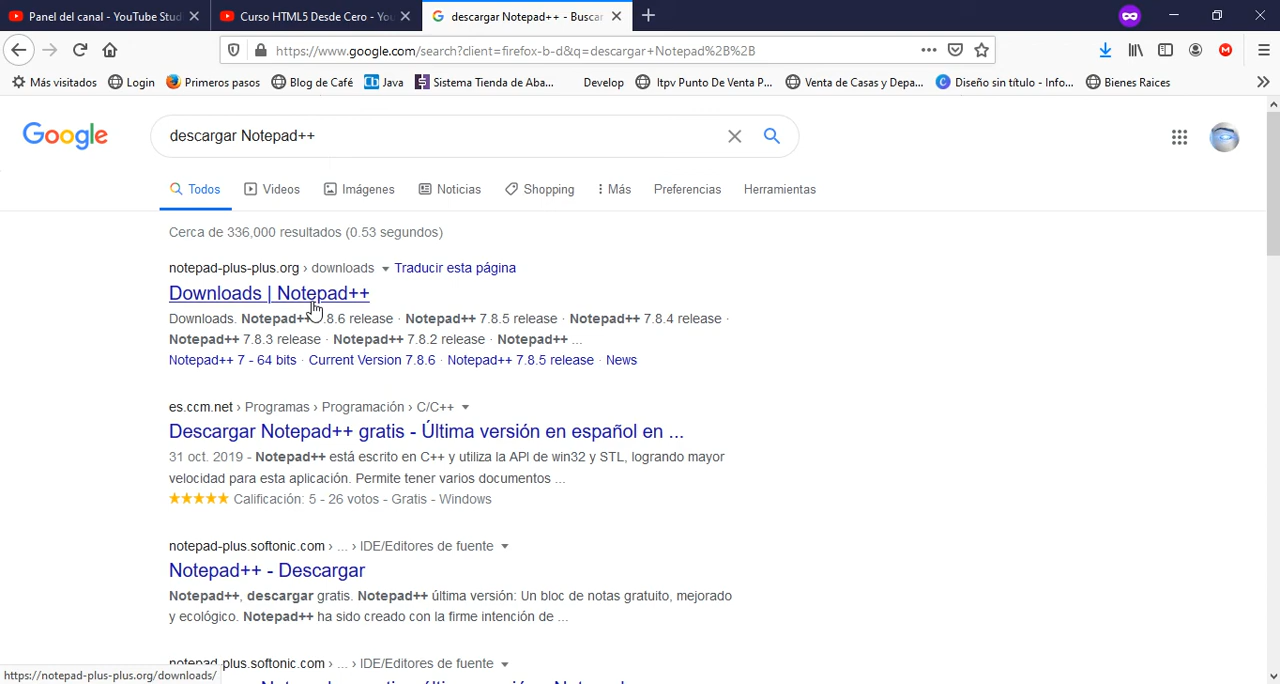 Panel del canal - YouTube Stud
Curso HTML5 Desde Cero - You
descargar Notepad++ - Buscar
https://www.google.com/search?client=firefox-b-d&q=descargar+Notepad%2B%2B
Más visitados
Login
Primeros pasos
Blog de Café
Java
Sistema Tienda de Aba...
Develop
Itpv Punto De Venta P...
Venta de Casas y Depa...
Diseño sin título - Info...
Bienes Raices
Google
descargar Notepad++
Todos
Videos
Imágenes
Noticias
Shopping
Más
Preferencias
Herramientas
Cerca de 336,000 resultados (0.53 segundos)
notepad-plus-plus.org › downloads Traducir esta página
Downloads | Notepad++
Downloads. Notepad++ 7.8.6 release · Notepad++ 7.8.5 release · Notepad++ 7.8.4 release ·
Notepad++ 7.8.3 release · Notepad++ 7.8.2 release · Notepad++ ...
Notepad++ 7 - 64 bits · Current Version 7.8.6 · Notepad++ 7.8.5 release · News
es.ccm.net › Programas › Programación › C/C++
Descargar Notepad++ gratis - Última versión en español en ...
31 oct. 2019 - Notepad++ está escrito en C++ y utiliza la API de win32 y STL, logrando mayor
velocidad para esta aplicación. Permite tener varios documentos ...
Calificación: 5 - 26 votos - Gratis - Windows
notepad-plus.softonic.com › ... › IDE/Editores de fuente
Notepad++ - Descargar
Notepad++, descargar gratis. Notepad++ última versión: Un bloc de notas gratuito, mejorado
y ecológico. Notepad++ ha sido creado con la firme intención de ...
notepad-plus.softonic.com › ... › IDE/Editores de fuente
https://notepad-plus-plus.org/downloads/